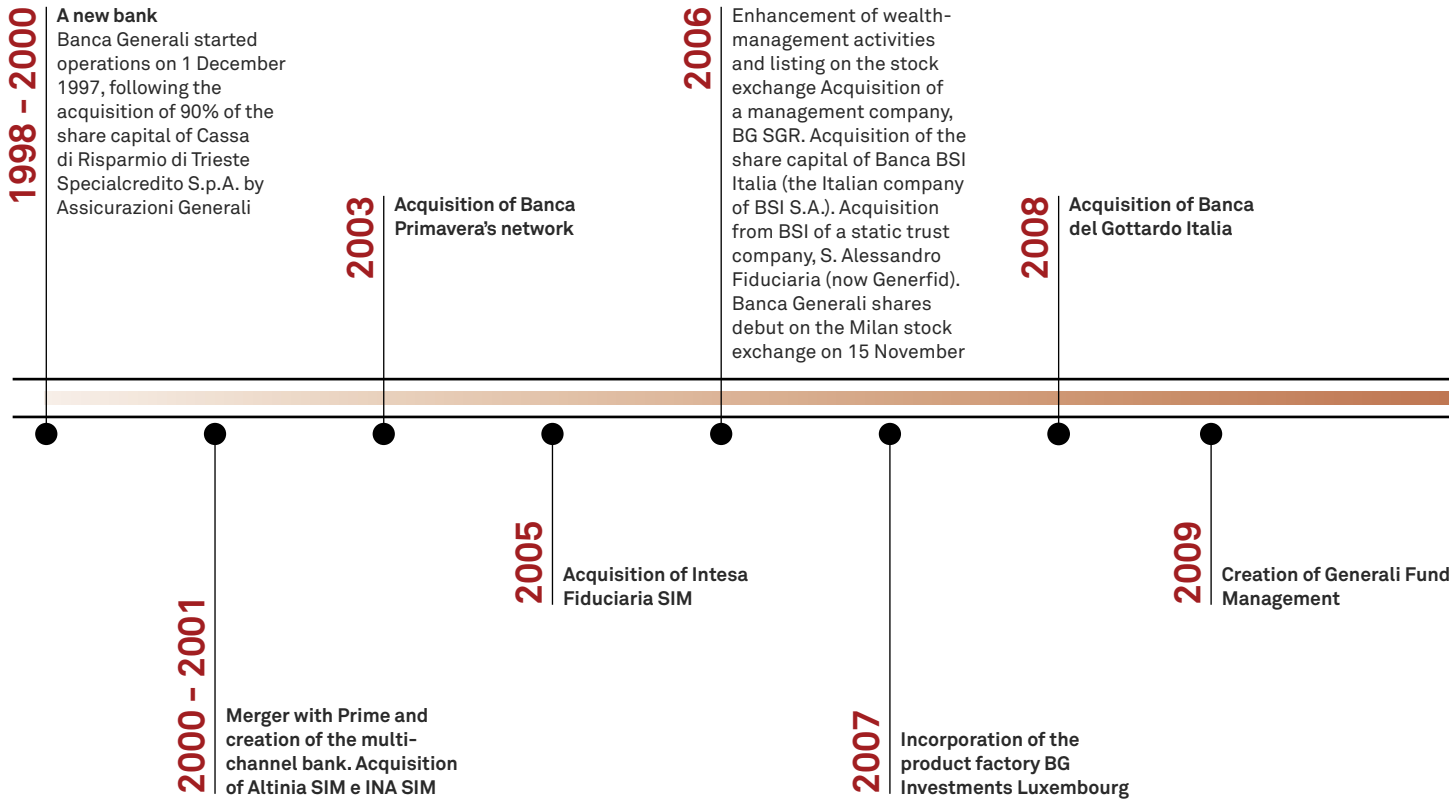 1998 – 2000
A new bank
Banca Generali started
operations on 1 December
1997, following the
acquisition of 90% of the
share capital of Cassa
di Risparmio di Trieste
Specialcredito S.p.A. by
Assicurazioni Generali
2000 – 2001
Merger with Prime and
creation of the multi-
channel bank. Acquisition
of Altinia SIM e INA SIM
2003
Acquisition of Banca
Primavera’s network
2005
Acquisition of Intesa
Fiduciaria SIM
2006
Enhancement of wealth-
management activities
and listing on the stock
exchange Acquisition of
a management company,
BG SGR. Acquisition of the
share capital of Banca BSI
Italia (the Italian company
of BSI S.A.). Acquisition
from BSI of a static trust
company, S. Alessandro
Fiduciaria (now Generfid).
Banca Generali shares
debut on the Milan stock
exchange on 15 November
2007
Incorporation of the
product factory BG
Investments Luxembourg
2008
Acquisition of Banca
del Gottardo Italia
2009
Creation of Generali Fund
Management